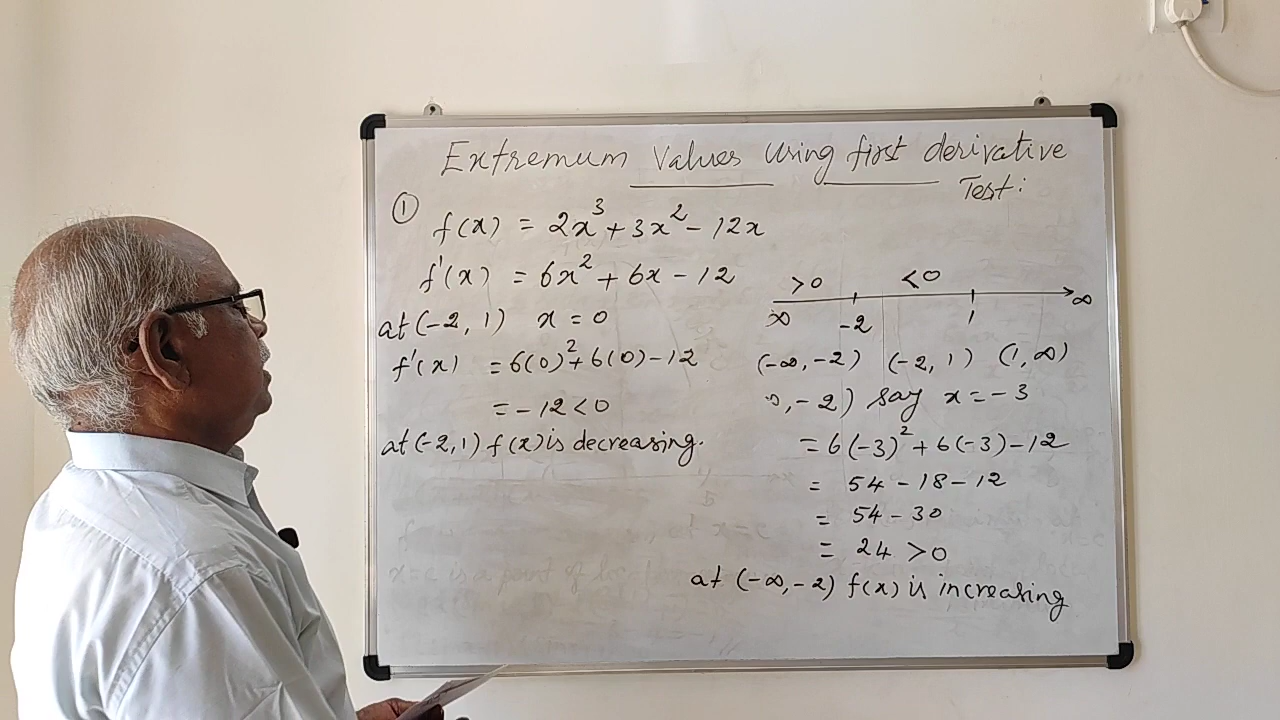 Extremum values using first derivative
Test:
① f(x) = 2x³ + 3x² - 12x
f'(x) = 6x² + 6x - 12
at (-2, 1) x = 0
f'(x) = 6(0)² + 6(0) - 12
= -12 < 0
at (-2, 1) f(x) is decreasing.
>0 <0
∞ -2 1 ∞
(-∞, -2) (-2, 1) (1, ∞)
, -2) say x = -3
= 6(-3)² + 6(-3) - 12
= 54 - 18 - 12
= 54 - 30
= 24 > 0
at (-∞, -2) f(x) is increasing